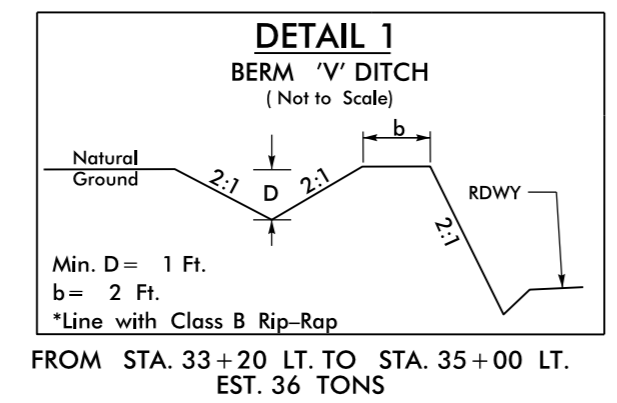 DETAIL 1
BERM 'V' DITCH
( Not to Scale)
b
Natural
Ground
2:1
D
2:1
2:1
RDWY
Min. D = 1 Ft.
b = 2 Ft.
*Line with Class B Rip-Rap
FROM STA. 33+20 LT. TO STA. 35+00 LT.
EST. 36 TONS